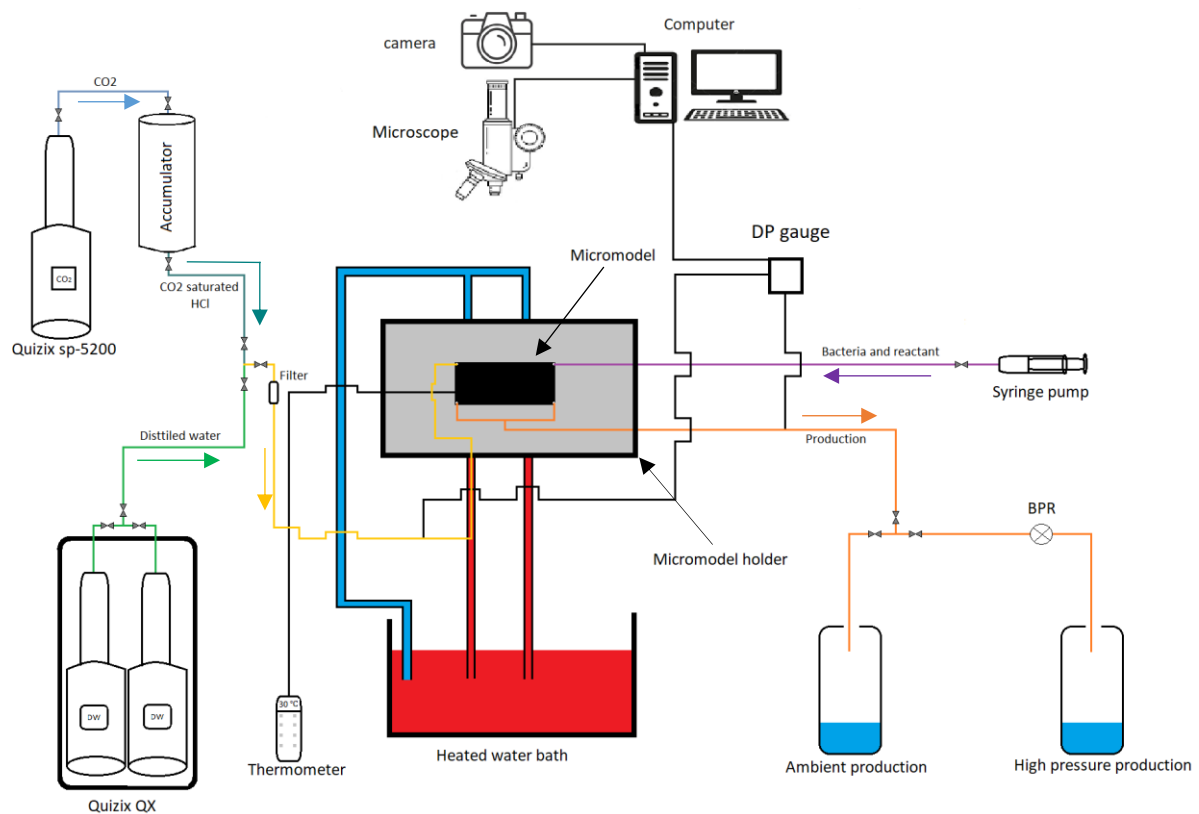 Computer
camera
CO2
Microscope
Accumulator
DP gauge
Micromodel
CO2 saturated
HCl
CO₂
Quizix sp-5200
Bacteria and reactant
Filter
Syringe pump
Disttiled water
Production
BPR
Micromodel holder
30 °C
DW
DW
Heated water bath
Thermometer
Ambient production
High pressure production
Quizix QX